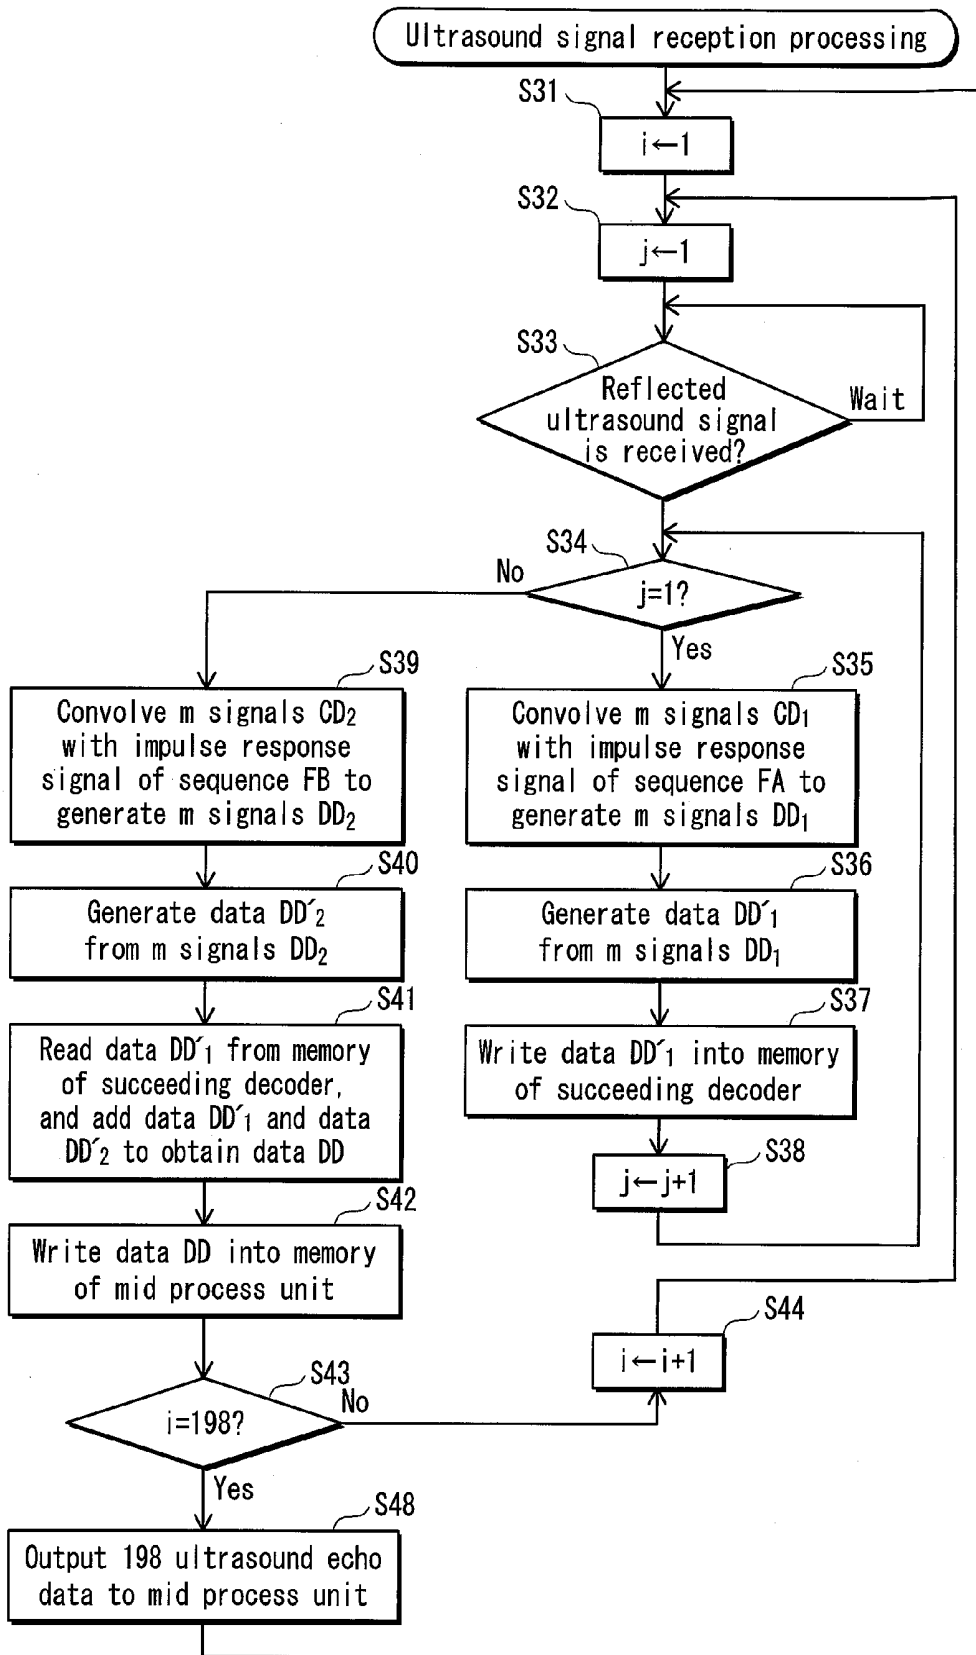 Ultrasound signal reception processing
S31
i←1
S32
j←1
S33
Reflected
ultrasound signal
is received?
Wait
S34
No
j=1?
Yes
S39
Convolve m signals CD₂
with impulse response
signal of sequence FB to
generate m signals DD₂
S35
Convolve m signals CD₁
with impulse response
signal of sequence FA to
generate m signals DD₁
S40
Generate data DD´₂
from m signals DD₂
S36
Generate data DD´₁
from m signals DD₁
S41
Read data DD´₁ from memory
of succeeding decoder,
and add data DD´₁ and data
DD´₂ to obtain data DD
S37
Write data DD´₁ into memory
of succeeding decoder
S38
j←j+1
S42
Write data DD into memory
of mid process unit
S44
i←i+1
S43
No
i=198?
Yes
S48
Output 198 ultrasound echo
data to mid process unit